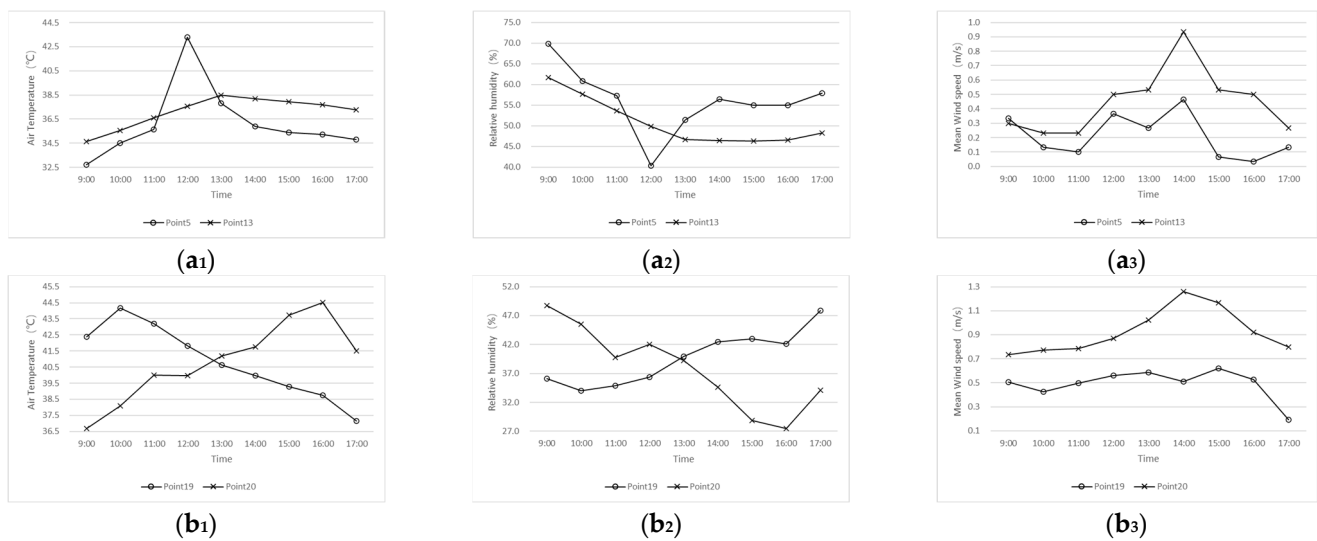 44.5
42.5
40.5
38.5
36.5
34.5
32.5
Air Temperature (℃)
9:00 10:00 11:00 12:00 13:00 14:00 15:00 16:00 17:00
Time
Point5 Point13
(a1)
75.0
70.0
65.0
60.0
55.0
50.0
45.0
40.0
Relative humidity (%)
9:00 10:00 11:00 12:00 13:00 14:00 15:00 16:00 17:00
Time
Point5 Point13
(a2)
1.0
0.9
0.8
0.7
0.6
0.5
0.4
0.3
0.2
0.1
0.0
Mean Wind speed (m/s)
9:00 10:00 11:00 12:00 13:00 14:00 15:00 16:00 17:00
Time
Point5 Point13
(a3)
45.5
44.5
43.5
42.5
41.5
40.5
39.5
38.5
37.5
36.5
Air Temperature (℃)
9:00 10:00 11:00 12:00 13:00 14:00 15:00 16:00 17:00
Time
Point19 Point20
(b1)
52.0
47.0
42.0
37.0
32.0
27.0
Relative humidity (%)
9:00 10:00 11:00 12:00 13:00 14:00 15:00 16:00 17:00
Time
Point19 Point20
(b2)
1.3
1.1
0.9
0.7
0.5
0.3
0.1
Mean Wind speed (m/s)
9:00 10:00 11:00 12:00 13:00 14:00 15:00 16:00 17:00
Time
Point19 Point20
(b3)